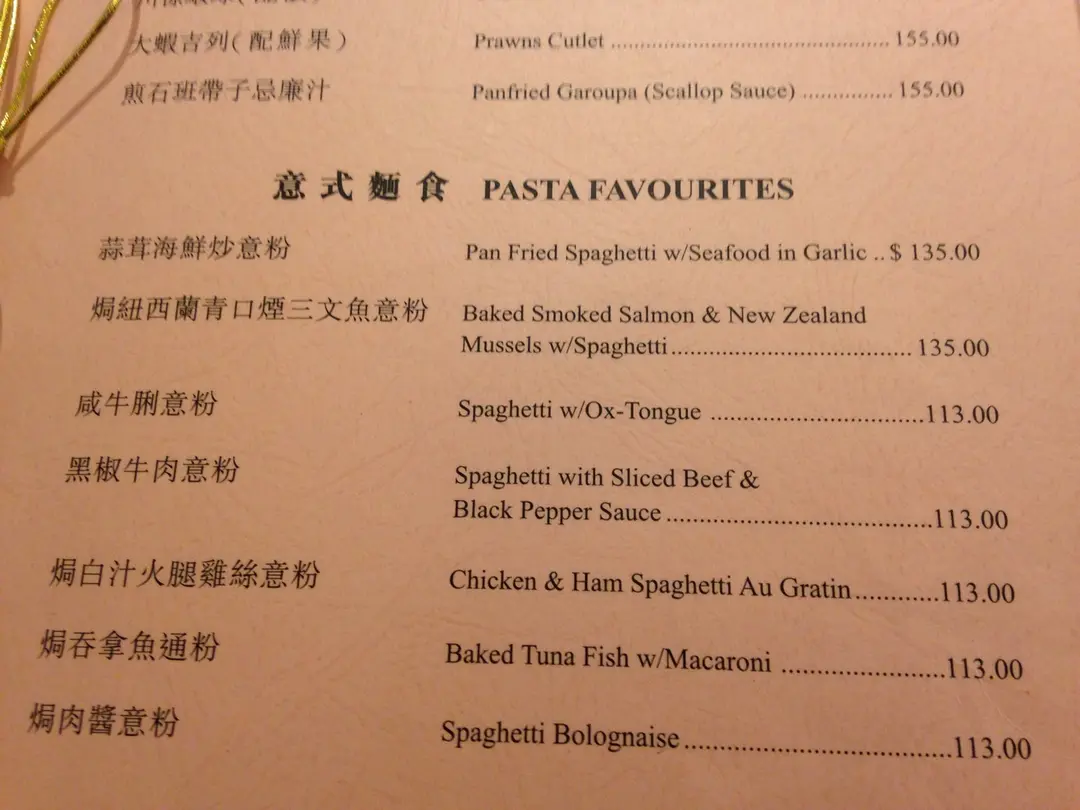 大蝦吉列(配鮮果) Prawns Cutlet ................................................ 155.00
煎石班帶子忌廉汁 Panfried Garoupa (Scallop Sauce) ................ 155.00
意式麵食 PASTA FAVOURITES
蒜茸海鮮炒意粉 Pan Fried Spaghetti w/Seafood in Garlic .. $ 135.00
焗紐西蘭青口煙三文魚意粉 Baked Smoked Salmon & New Zealand
Mussels w/Spaghetti..................................... 135.00
咸牛脷意粉 Spaghetti w/Ox-Tongue .................................113.00
黑椒牛肉意粉 Spaghetti with Sliced Beef &
Black Pepper Sauce.........................................113.00
焗白汁火腿雞絲意粉 Chicken & Ham Spaghetti Au Gratin.............113.00
焗吞拿魚通粉 Baked Tuna Fish w/Macaroni .........................113.00
焗肉醬意粉 Spaghetti Bolognaise.........................................113.00